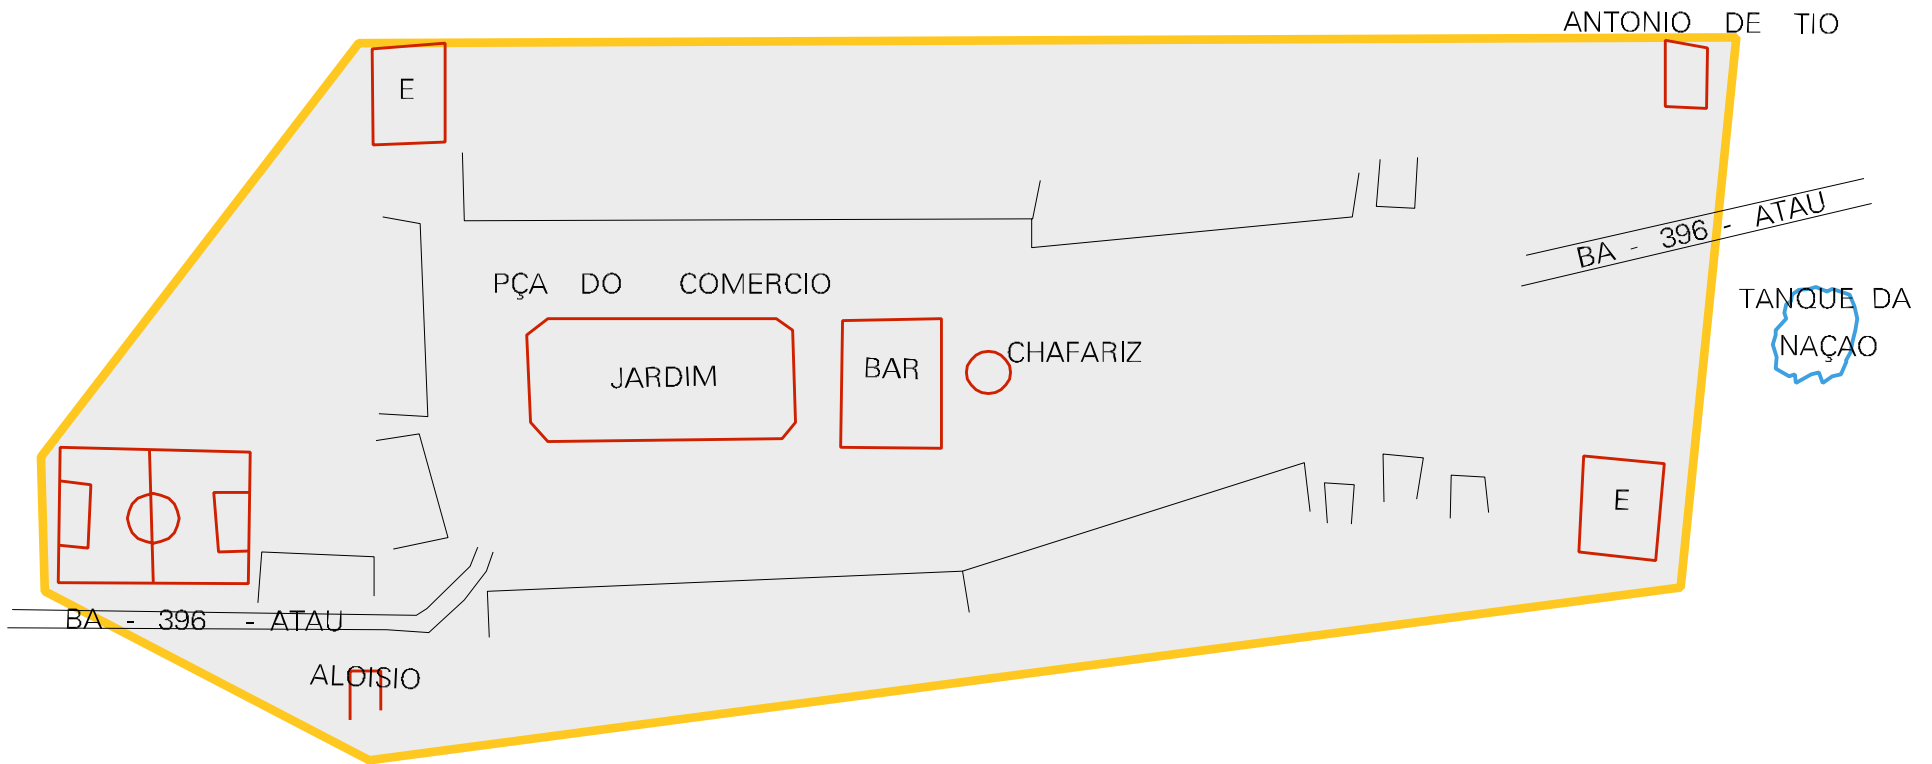 ANTONIO DE TIO
E
BA - 396 - ATAU
PÇA DO COMERCIO
TANQUE DA
NAÇAO
CHAFARIZ
BAR
JARDIM
E
BA - 396 - ATAU
ALOISIO